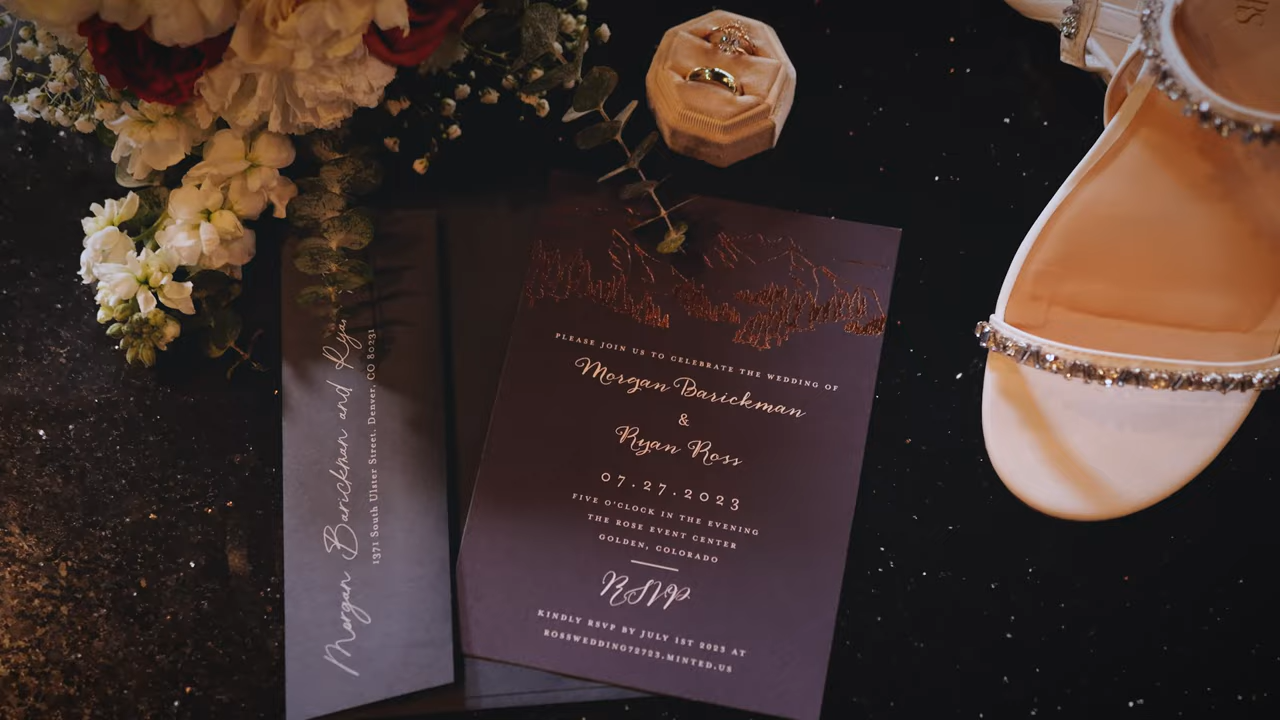 Morgan Barickman and Ryan
1371 South Ulster Street, Denver, CO 80231
PLEASE JOIN US TO CELEBRATE THE WEDDING OF
Morgan Barickman
&
Ryan Ross
07.27.2023
FIVE O'CLOCK IN THE EVENING
THE ROSE EVENT CENTER
GOLDEN, COLORADO
RSVP
KINDLY RSVP BY JULY 1ST 2023 AT
ROSSWEDDING72723.MINTED.US